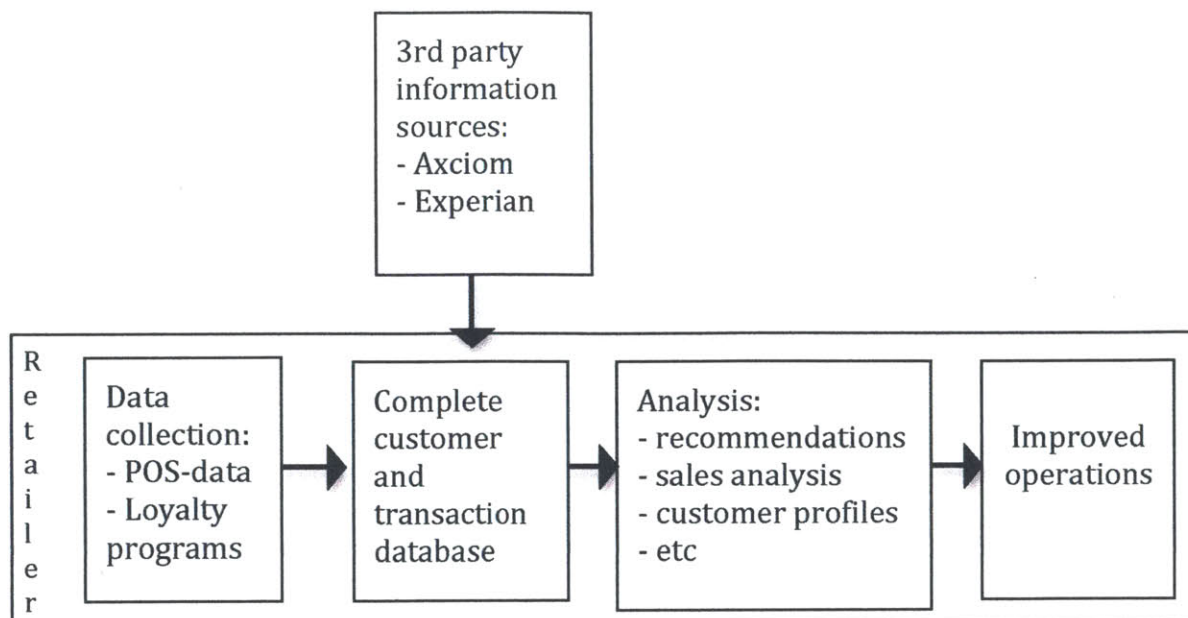 3rd party
information
sources:
- Axciom
- Experian
Retailer
Data
collection:
- POS-data
- Loyalty
programs
Complete
customer
and
transaction
database
Analysis:
- recommendations
- sales analysis
- customer profiles
- etc
Improved
operations